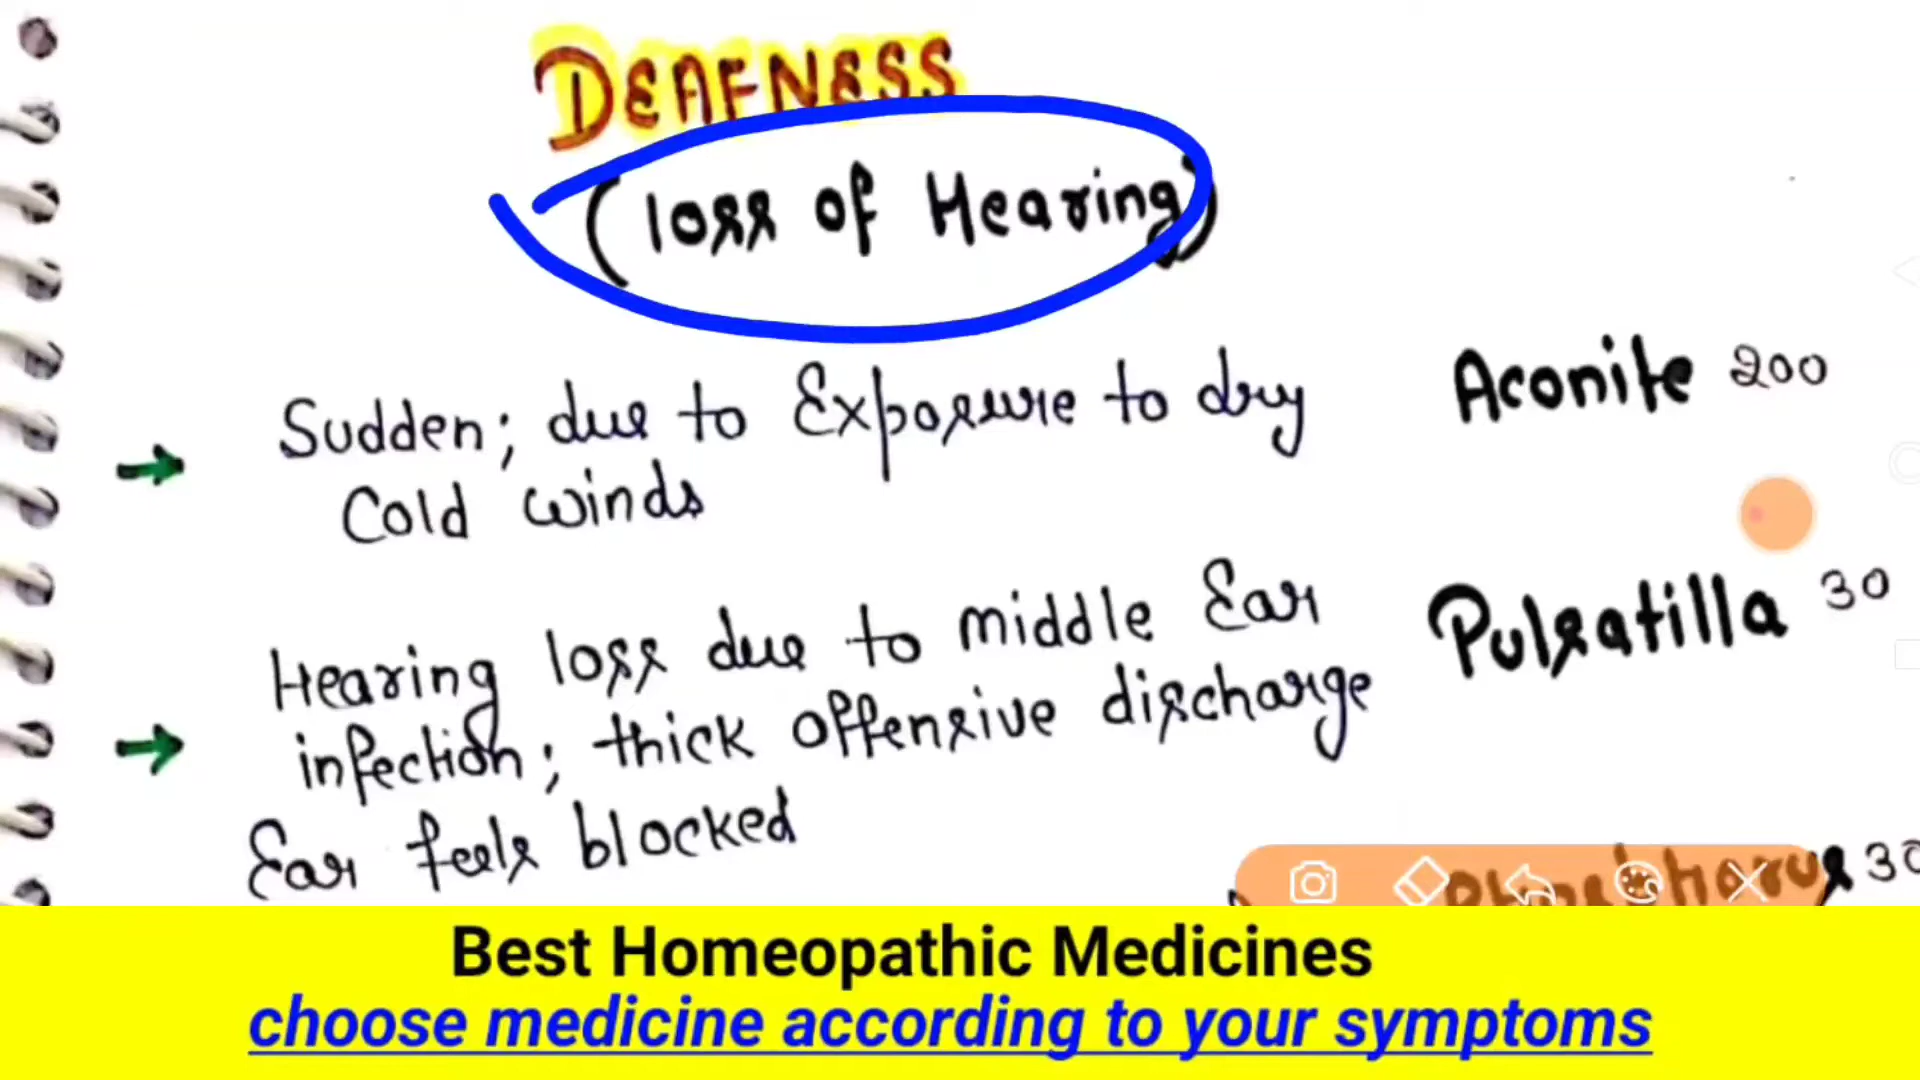 DEAFNESS
(loss of Hearing)
Sudden; due to Exposure to dry Aconite 200
Cold winds
Hearing loss due to middle Ear Pulsatilla 30
infection; thick offensive discharge
Ear feels blocked
Phosphorus 30
Best Homeopathic Medicines
choose medicine according to your symptoms